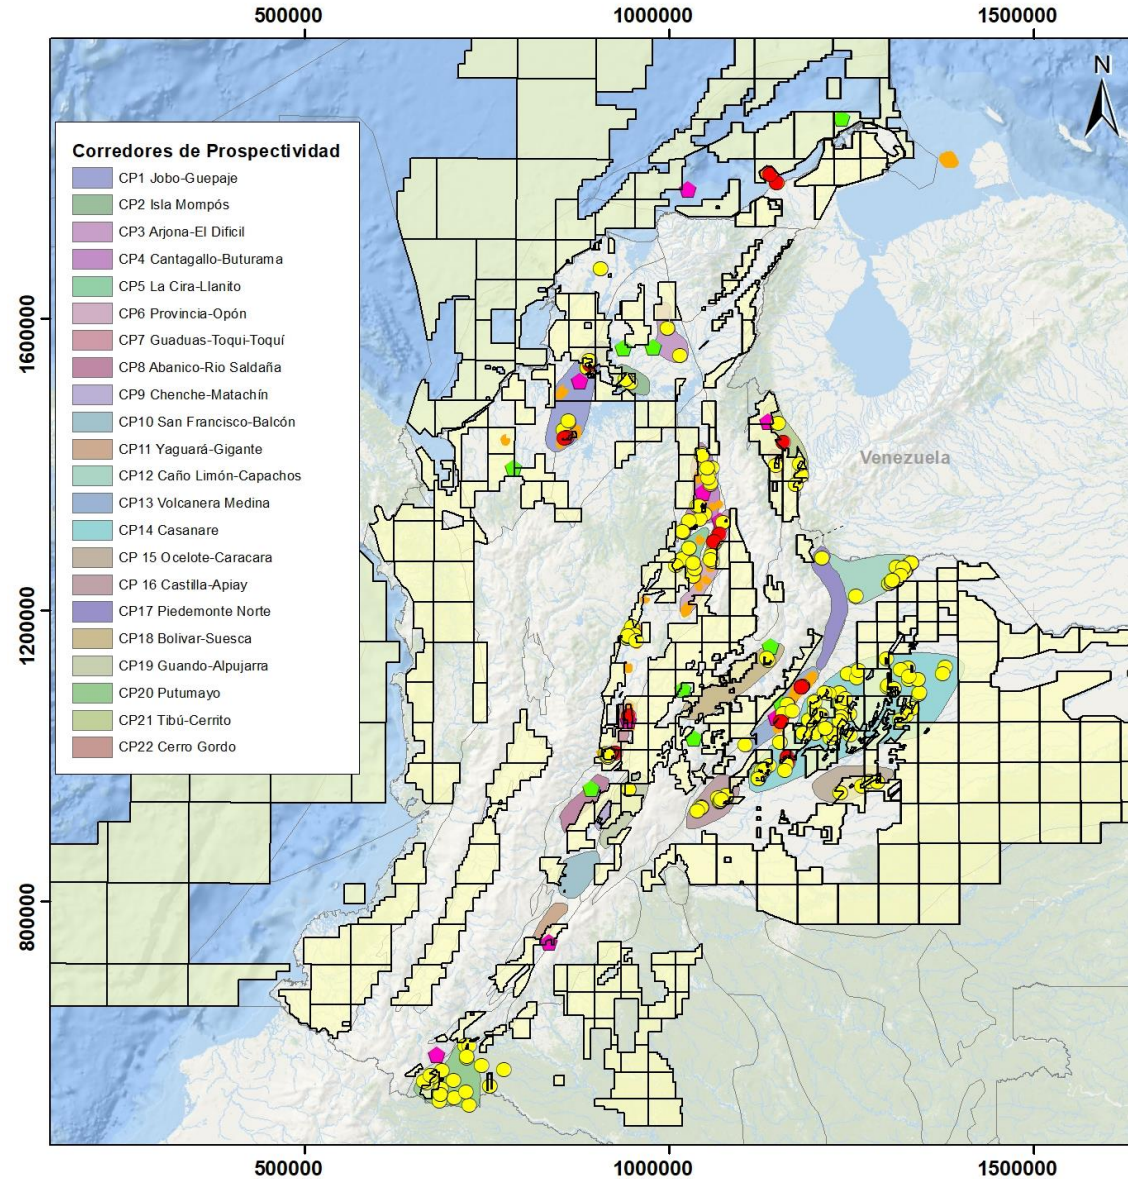 500000 1000000 1500000
N
Corredores de Prospectividad
CP1 Jobo-Guepaje
CP2 Isla Mompós
CP3 Arjona-El Dificil
CP4 Cantagallo-Buturama
CP5 La Cira-Llanito
CP6 Provincia-Opón
CP7 Guaduas-Toqui-Toquí
CP8 Abanico-Rio Saldaña
CP9 Chenche-Matachín
CP10 San Francisco-Balcón
CP11 Yaguará-Gigante
CP12 Caño Limón-Capachos
CP13 Volcanera Medina
CP14 Casanare
CP 15 Ocelote-Caracara
CP 16 Castilla-Apiay
CP17 Piedemonte Norte
CP18 Bolivar-Suesca
CP19 Guando-Alpujarra
CP20 Putumayo
CP21 Tibú-Cerrito
CP22 Cerro Gordo
1600000
1200000
800000
Venezuela
500000 1000000 1500000